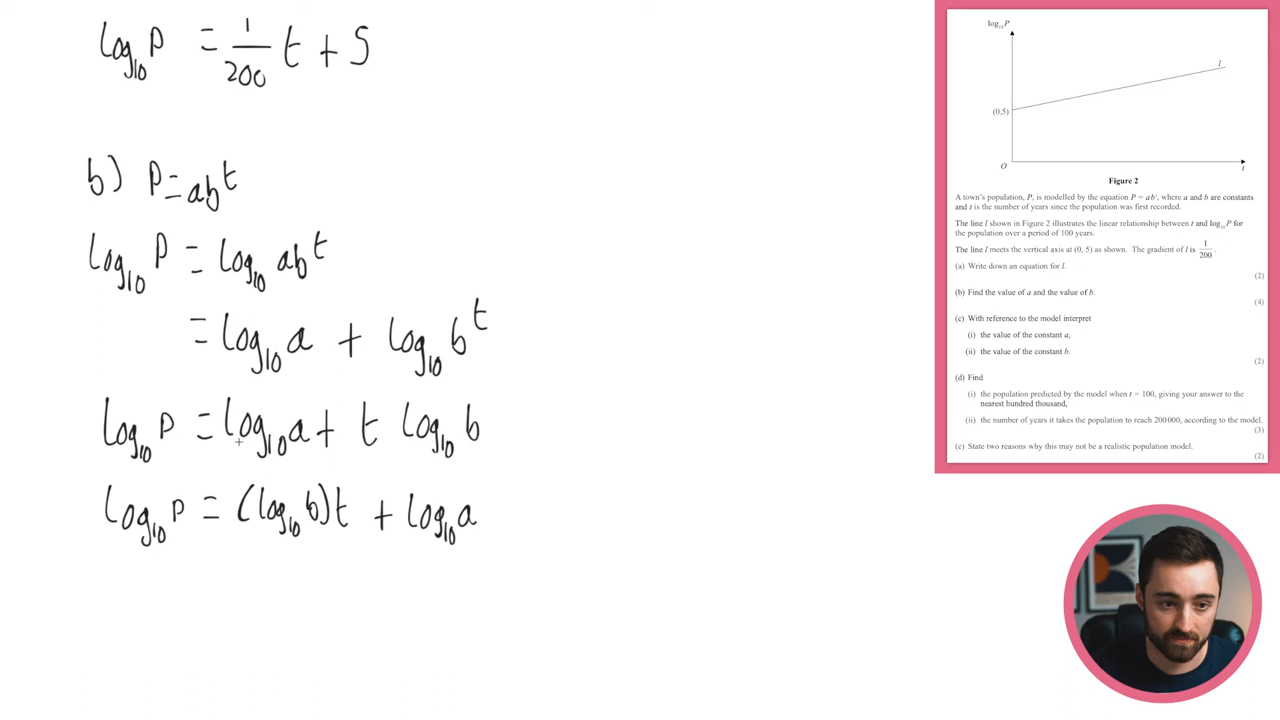 log₁₀ P = 1/200 t + 5
b) P = abᵗ
log₁₀ P = log₁₀ abᵗ
= log₁₀ a + log₁₀ bᵗ
log₁₀ P = log₁₀ a + t log₁₀ b
log₁₀ P = (log₁₀ b)t + log₁₀ a
log₁₀P
l
(0,5)
O
t
Figure 2
A town's population, P, is modelled by the equation P = abᵗ, where a and b are constants
and t is the number of years since the population was first recorded.
The line l shown in Figure 2 illustrates the linear relationship between t and log₁₀P for
the population over a period of 100 years.
The line l meets the vertical axis at (0, 5) as shown. The gradient of l is 1/200.
(a) Write down an equation for l.
(2)
(b) Find the value of a and the value of b.
(4)
(c) With reference to the model interpret
(i) the value of the constant a,
(ii) the value of the constant b.
(2)
(d) Find
(i) the population predicted by the model when t = 100, giving your answer to the
nearest hundred thousand,
(ii) the number of years it takes the population to reach 200 000, according to the model.
(3)
(e) State two reasons why this may not be a realistic population model.
(2)